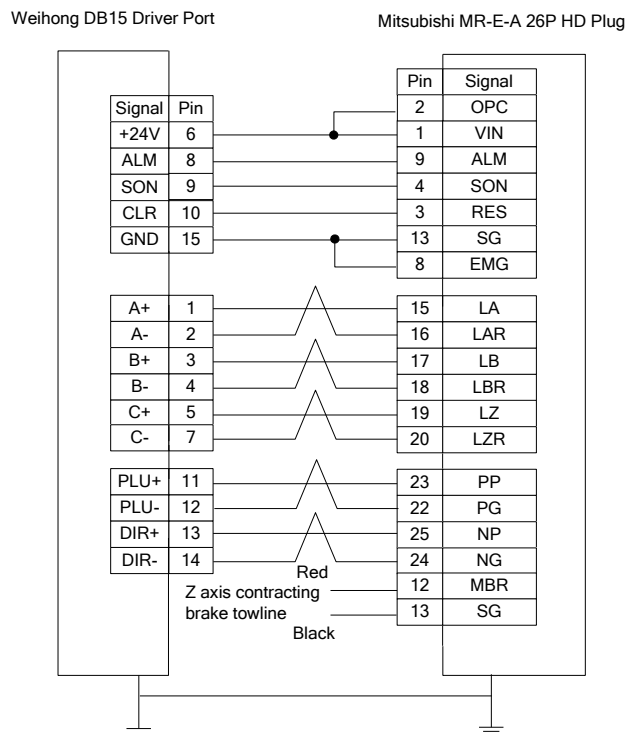 Weihong DB15 Driver Port
Mitsubishi MR-E-A 26P HD Plug
Signal Pin
+24V 6
ALM 8
SON 9
CLR 10
GND 15
A+ 1
A- 2
B+ 3
B- 4
C+ 5
C- 7
PLU+ 11
PLU- 12
DIR+ 13
DIR- 14
Pin Signal
2 OPC
1 VIN
9 ALM
4 SON
3 RES
13 SG
8 EMG
15 LA
16 LAR
17 LB
18 LBR
19 LZ
20 LZR
23 PP
22 PG
25 NP
24 NG
12 MBR
13 SG
Red
Z axis contracting
brake towline
Black